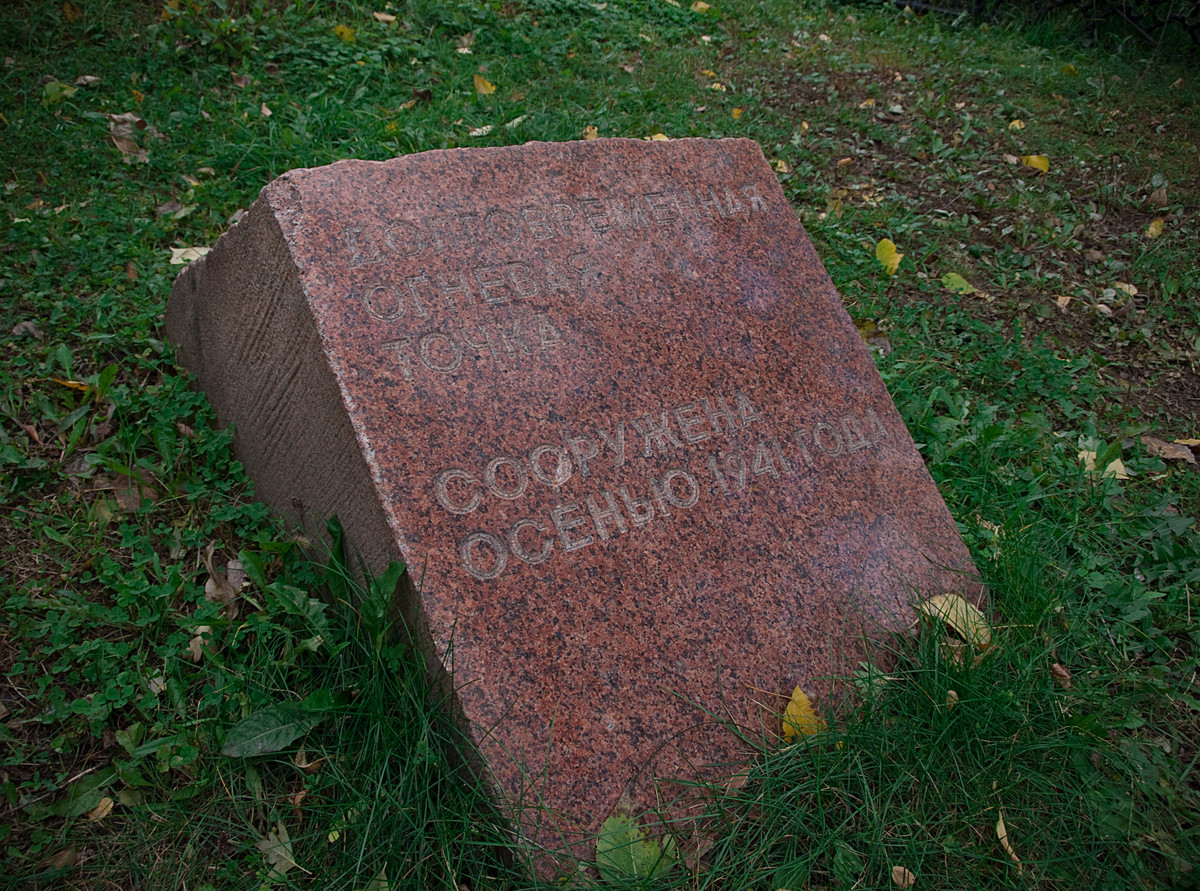 ДОЛГОВРЕМЕННАЯ
ОГНЕВАЯ
ТОЧКА
СООРУЖЕНА
ОСЕНЬЮ 1941 ГОДА